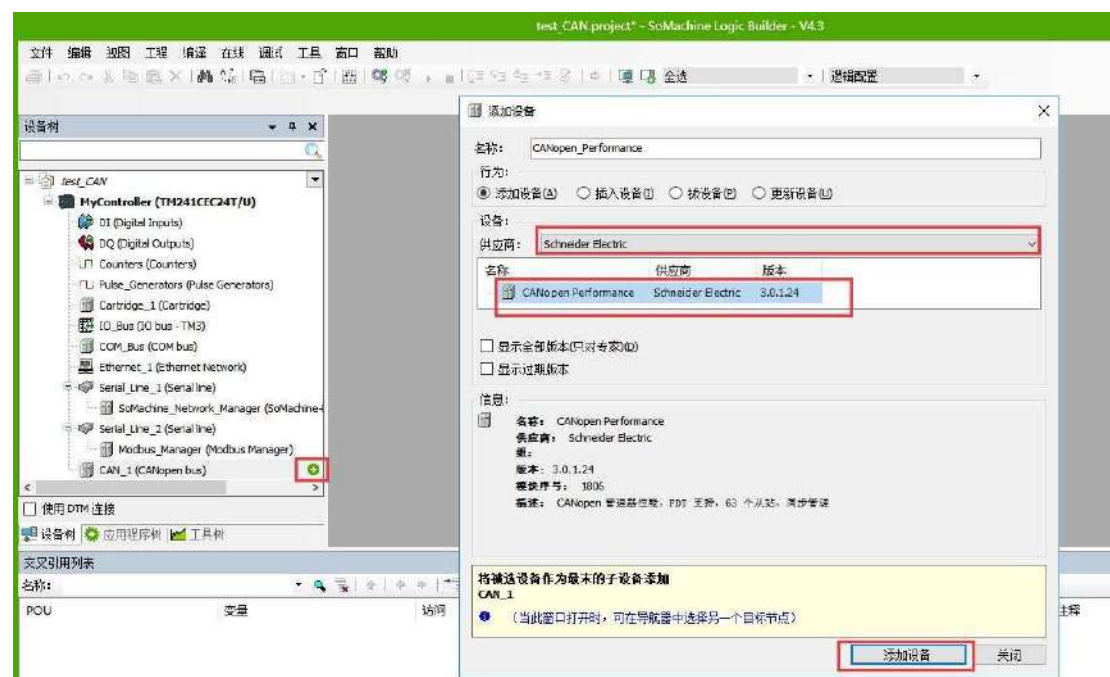 test_CAN.project* - SoMachine Logic Builder - V4.3
文件 编辑 视图 工程 编译 在线 调试 工具 窗口 帮助
全选 逻辑配置
设备树
test_CAN
MyController (TM241CEC24T/U)
DI (Digital Inputs)
DQ (Digital Outputs)
Counters (Counters)
Pulse_Generators (Pulse Generators)
Cartridge_1 (Cartridge)
IO_Bus (IO bus - TM3)
COM_Bus (COM bus)
Ethernet_1 (Ethernet Network)
Serial_Line_1 (Serial line)
SoMachine_Network_Manager (SoMachine-
Serial_Line_2 (Serial line)
Modbus_Manager (Modbus Manager)
CAN_1 (CANopen bus)
使用 DTM 连接
设备树 应用程序树 工具树
交叉引用列表
名称:
POU 变量 访问
注释
添加设备
名称: CANopen_Performance
行为:
添加设备(A) 插入设备(I) 拔设备(P) 更新设备(U)
设备:
供应商: Schneider Electric
名称 供应商 版本
CANopen Performance Schneider Electric 3.0.1.24
显示全部版本(只对专家)(D)
显示过期版本
信息:
名称: CANopen Performance
供应商: Schneider Electric
组:
版本: 3.0.1.24
模块序号: 1806
描述: CANopen 管理器性能, FDT 支持, 63 个从站, 同步管理
将被选设备作为最末的子设备添加
CAN_1
(当此窗口打开时,可在导航器中选择另一个目标节点)
添加设备 关闭